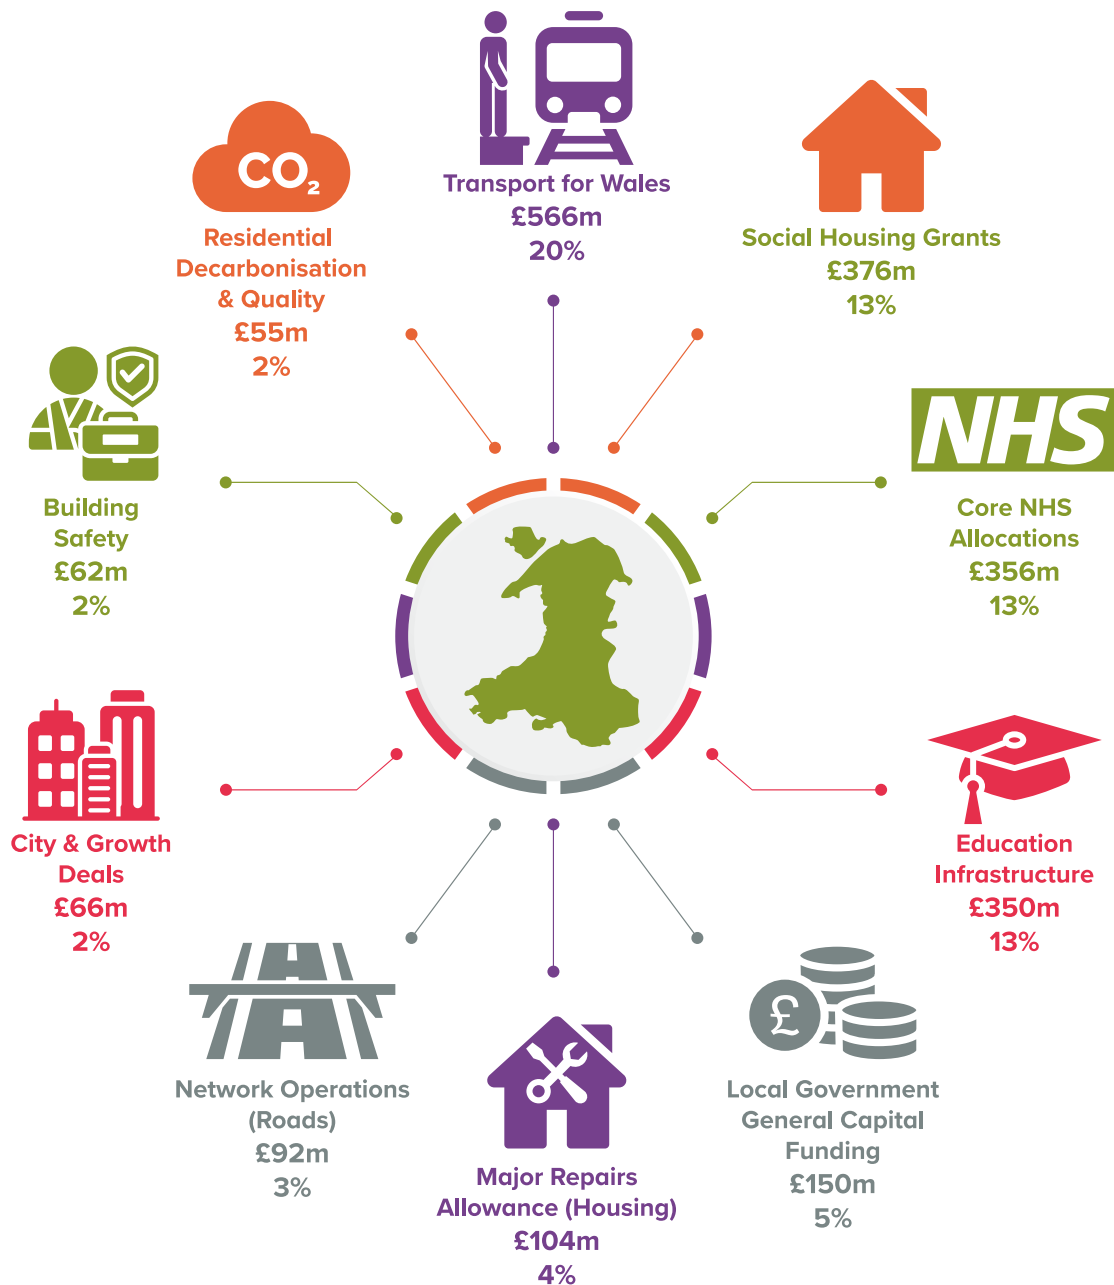 Transport for Wales
£566m
20%
CO₂
Residential
Decarbonisation
& Quality
£55m
2%
Social Housing Grants
£376m
13%
Building
Safety
£62m
2%
NHS
Core NHS
Allocations
£356m
13%
City & Growth
Deals
£66m
2%
Education
Infrastructure
£350m
13%
Network Operations
(Roads)
£92m
3%
£
Local Government
General Capital
Funding
£150m
5%
Major Repairs
Allowance (Housing)
£104m
4%